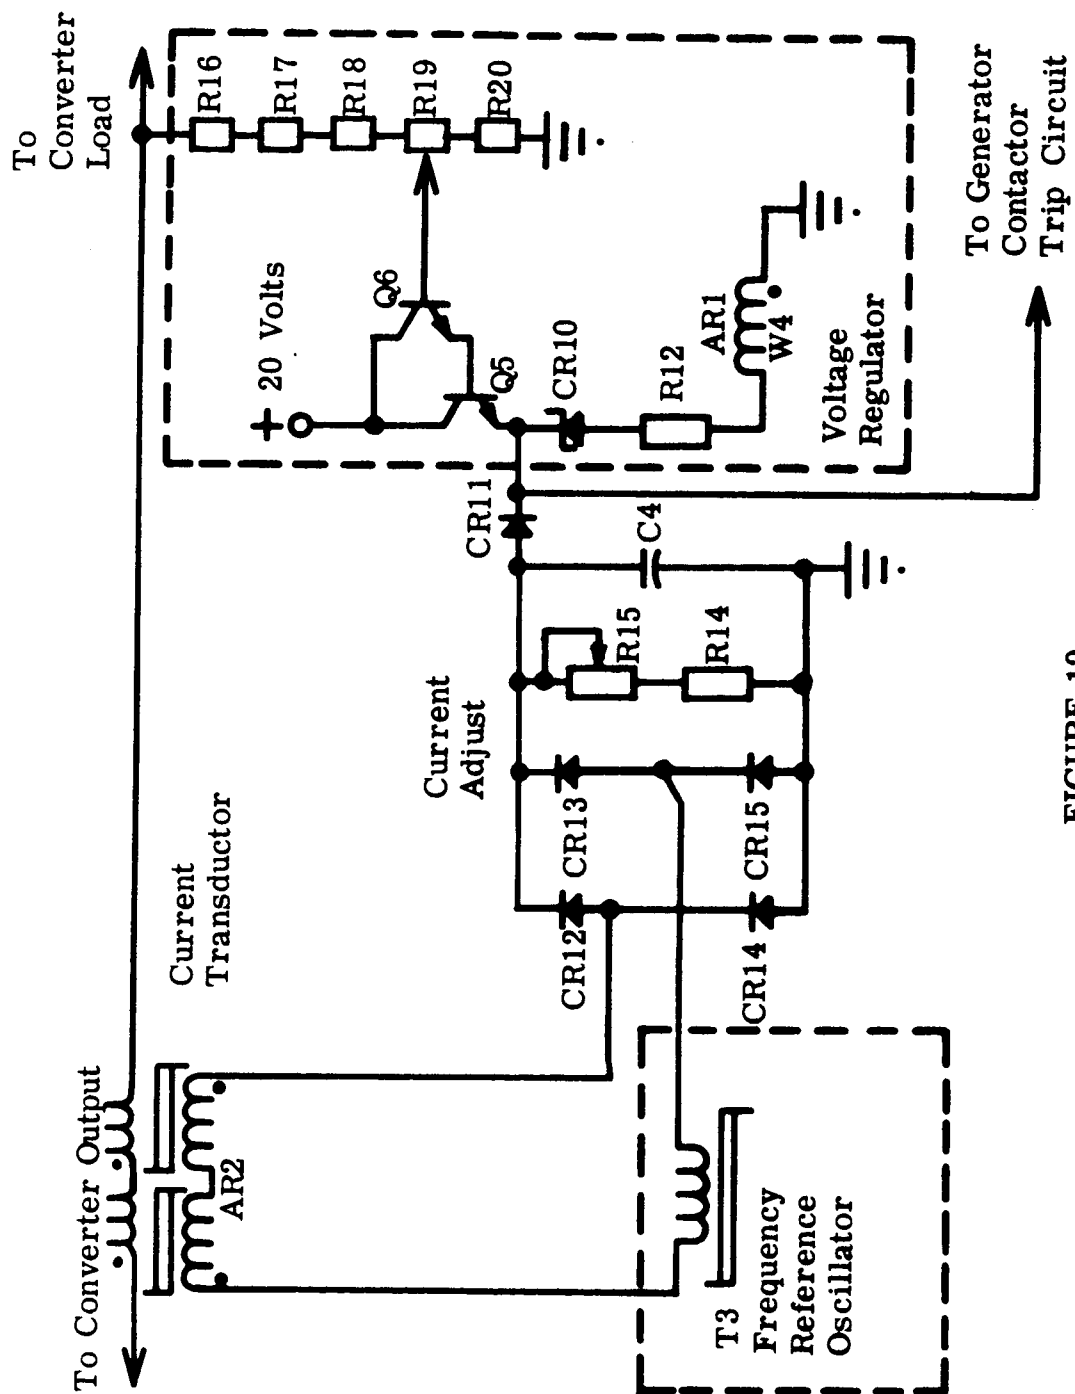 To
Converter
Load
R16
R17
R18
R19
R20
+ 20 Volts
Q6
Q5
CR10
R12
AR1
W4
Voltage
Regulator
To Generator
Contactor
Trip Circuit
CR11
C4
R15
R14
Current
Adjust
CR13
CR15
CR12
CR14
Current
Transductor
To Converter Output
AR2
T3
Frequency
Reference
Oscillator